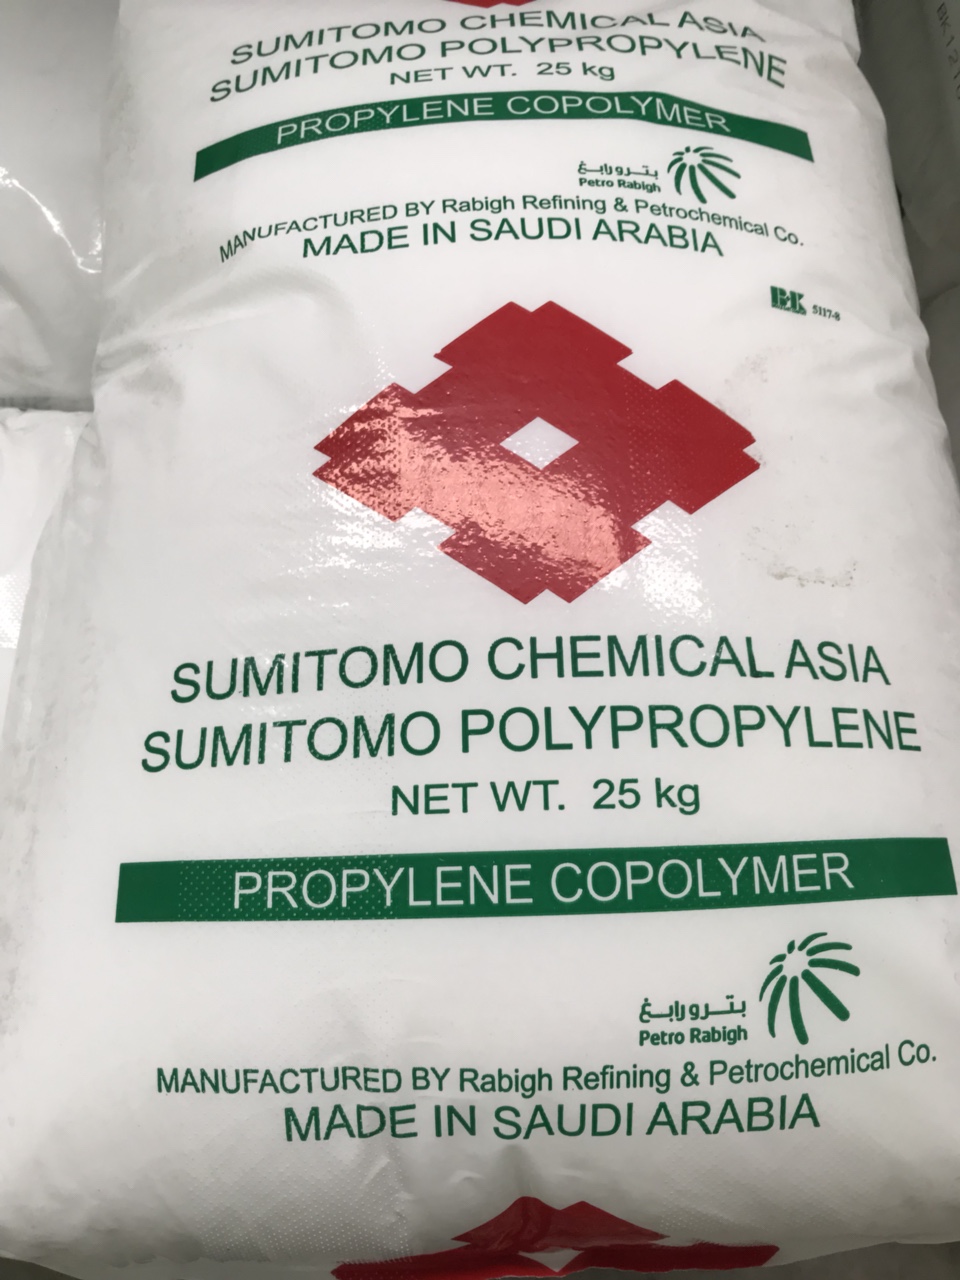 SUMITOMO CHEMICAL ASIA
SUMITOMO POLYPROPYLENE
NET WT. 25 kg
PROPYLENE COPOLYMER
بترورابغ
Petro Rabigh
MANUFACTURED BY Rabigh Refining & Petrochemical Co.
MADE IN SAUDI ARABIA
5117-8
SUMITOMO CHEMICAL ASIA
SUMITOMO POLYPROPYLENE
NET WT. 25 kg
PROPYLENE COPOLYMER
بترورابغ
Petro Rabigh
MANUFACTURED BY Rabigh Refining & Petrochemical Co.
MADE IN SAUDI ARABIA